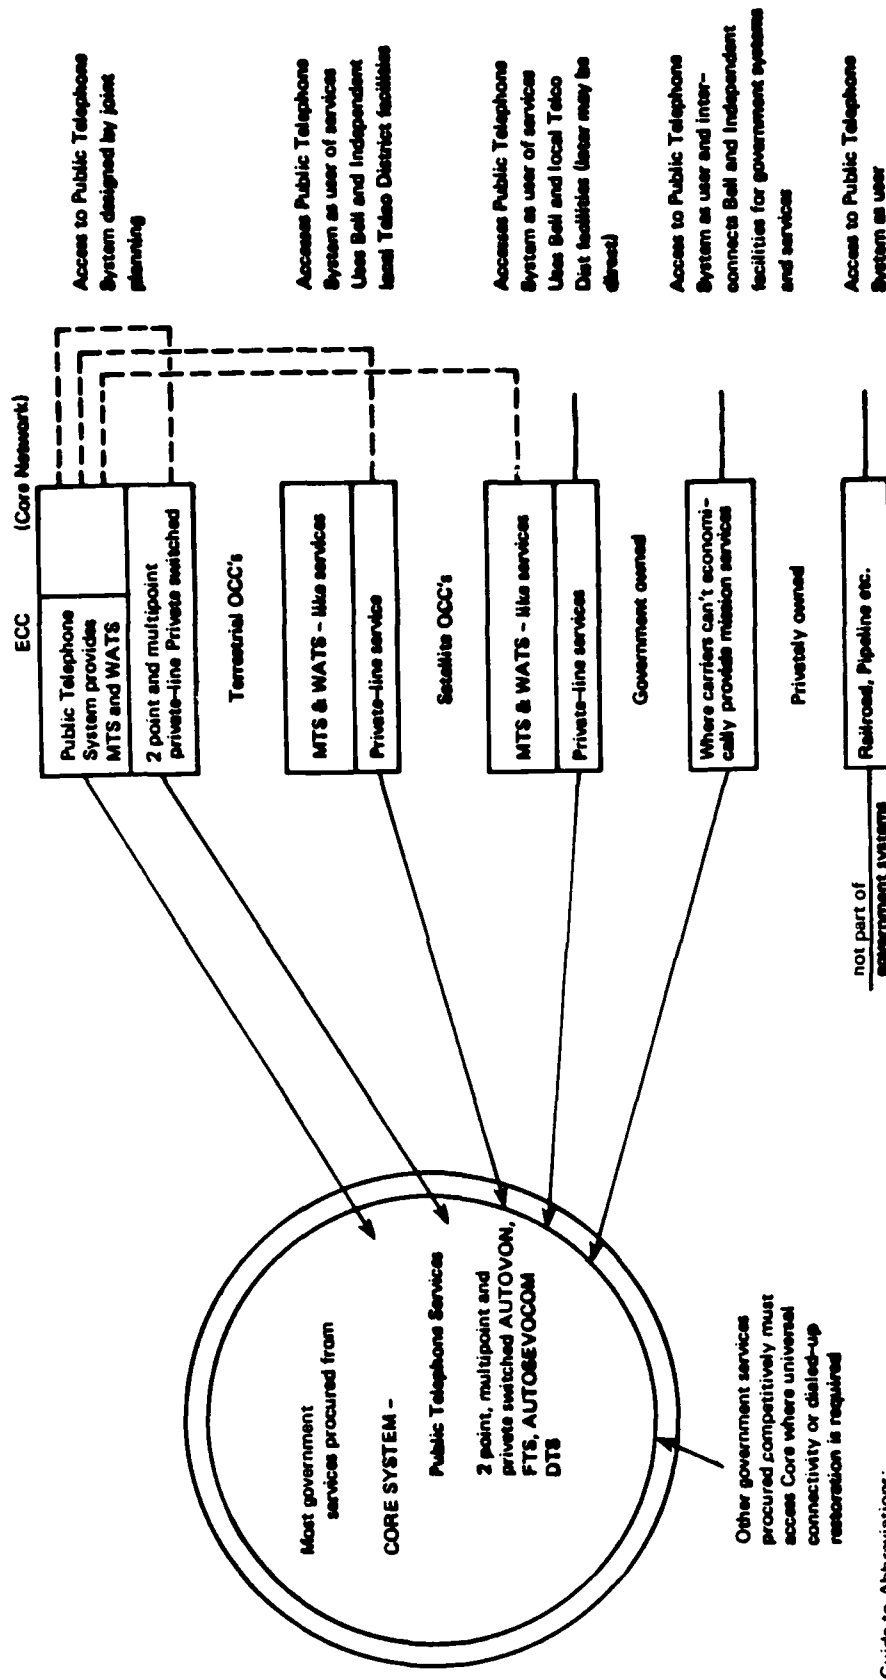 ECC (Core Network)
Public Telephone
System provides
MTS and WATS
2 point and multipoint
private-line Private switched
Access to Public Telephone
System designed by joint
planning
Terrestrial OCC's
MTS & WATS - like services
Private-line service
Accesses Public Telephone
System as user of services
Uses Bell and Independent
local Telco District facilities
Satellite OCC's
MTS & WATS - like services
Private-line services
Accesses Public Telephone
System as user of services
Uses Bell and local Telco
Dist facilities (later may be
direct)
Government owned
Where carriers can't economi-
cally provide mission services
Access to Public Telephone
System as user and inter-
connects Bell and Independent
facilities for government systems
and services
Privately owned
Railroad, Pipeline etc.
Access to Public Telephone
System as user
not part of
government systems
Most government
services procured from
CORE SYSTEM -
Public Telephone Services
2 point, multipoint and
private switched AUTOVON,
FTS, AUTOSEVOCOM
DTS
Other government services
procured competitively must
access Core where universal
connectivity or dialed-up
restoration is required
Guide to Abbreviations: